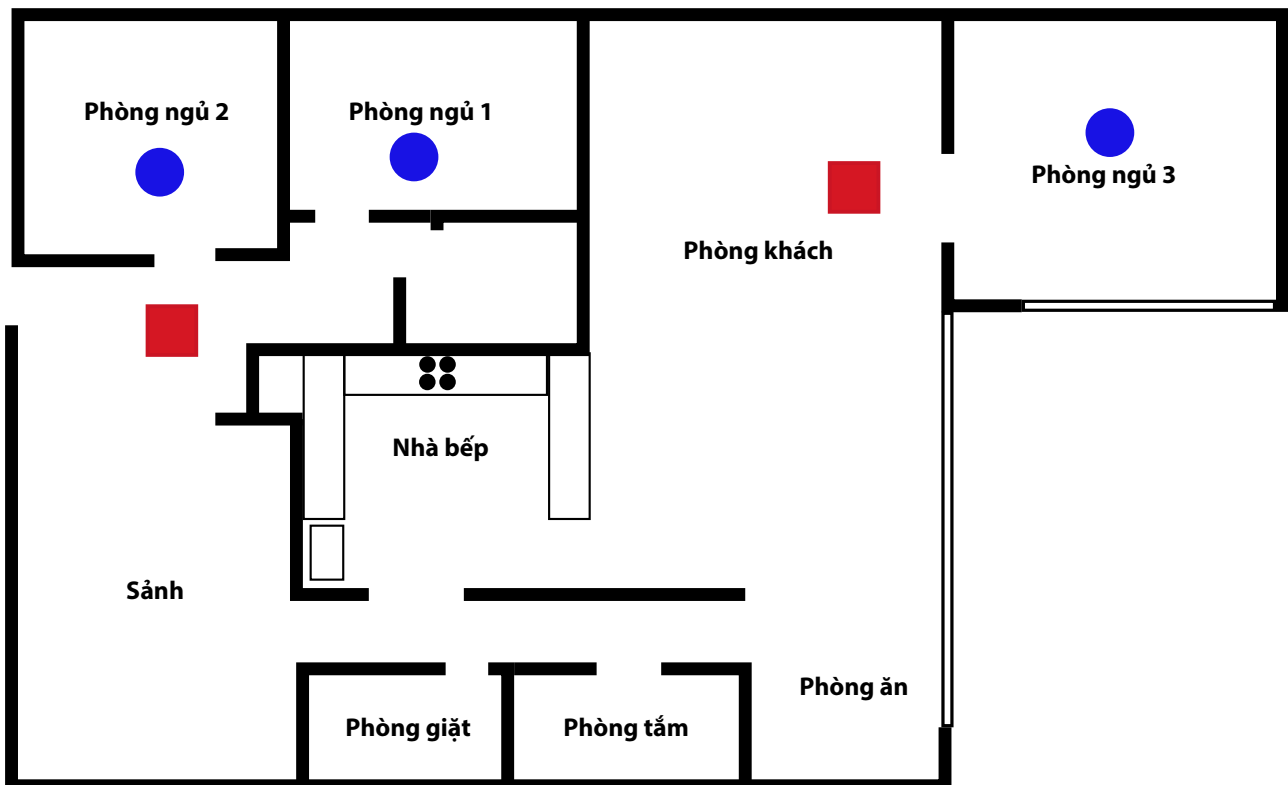 Phòng ngủ 2
Phòng ngủ 1
Phòng ngủ 3
Phòng khách
Nhà bếp
Sảnh
Phòng ăn
Phòng giặt
Phòng tắm